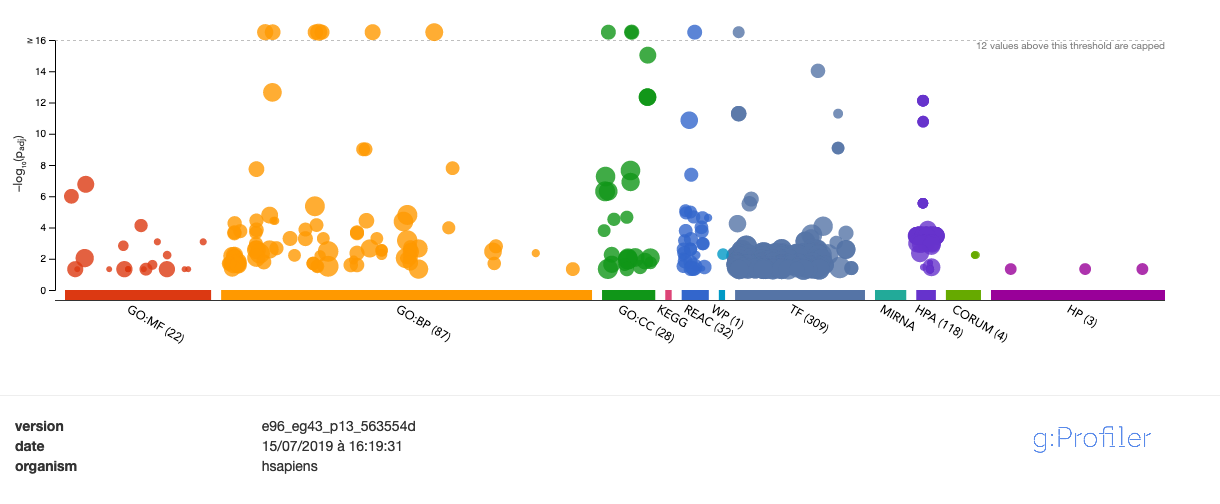 ≥ 16
12 values above this threshold are capped
14
12
10
8
6
4
2
0
−log₁₀(p_adj)
GO:MF (22)
GO:BP (87)
GO:CC (28)
KEGG
REAC (32)
WP (1)
TF (309)
MIRNA
HPA (118)
CORUM (4)
HP (3)
version e96_eg43_p13_563554d
date 15/07/2019 à 16:19:31
organism hsapiens
g:Profiler